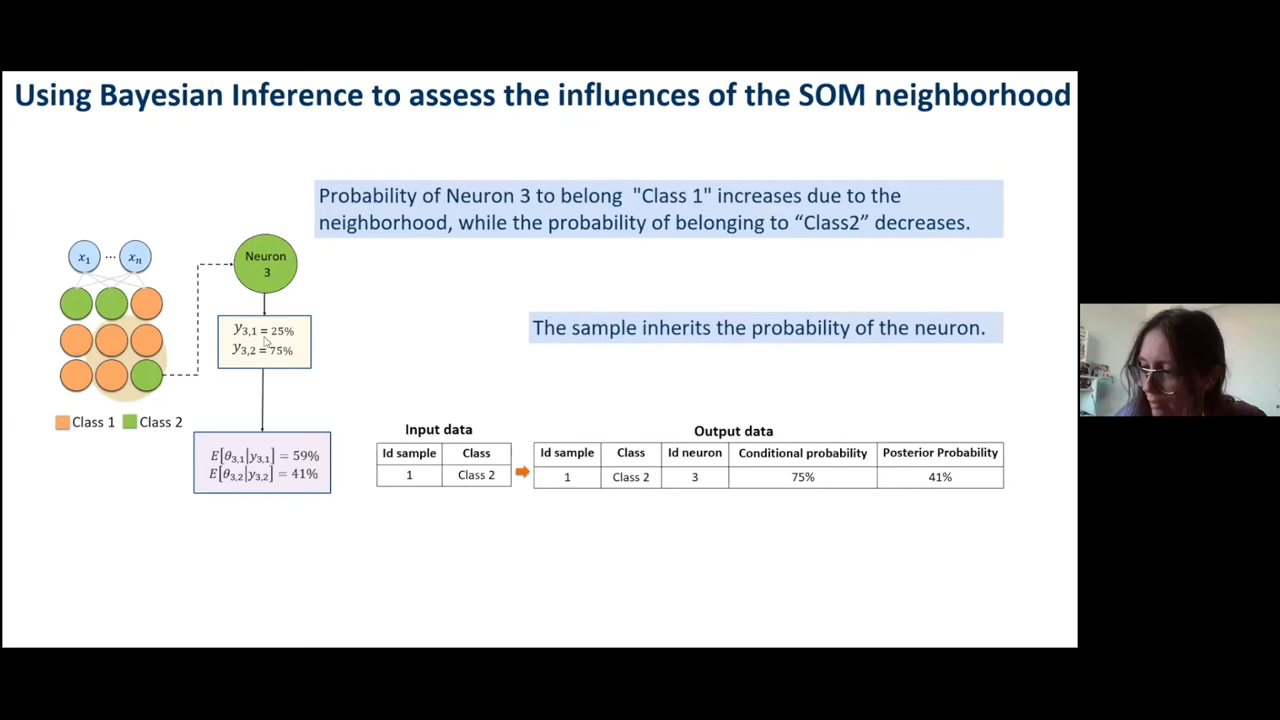 Using Bayesian Inference to assess the influences of the SOM neighborhood
Probability of Neuron 3 to belong "Class 1" increases due to the
neighborhood, while the probability of belonging to “Class2” decreases.
x1 ... xn
Neuron
3
y3,1 = 25%
y3,2 = 75%
The sample inherits the probability of the neuron.
Class 1 Class 2
E[θ3,1|y3,1] = 59%
E[θ3,2|y3,2] = 41%
Input data
Id sample Class
1 Class 2
Output data
Id sample Class Id neuron Conditional probability Posterior Probability
1 Class 2 3 75% 41%